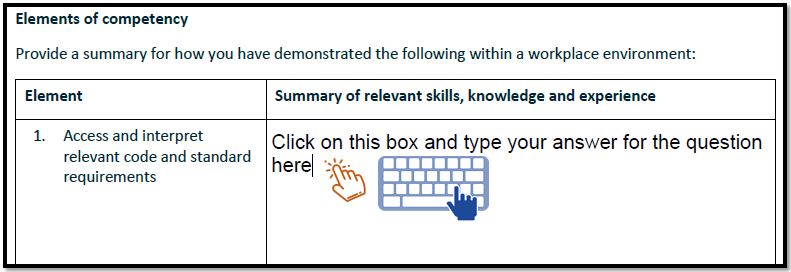 Elements of competency
Provide a summary for how you have demonstrated the following within a workplace environment:
Element
Summary of relevant skills, knowledge and experience
1. Access and interpret
relevant code and standard
requirements
Click on this box and type your answer for the question
here